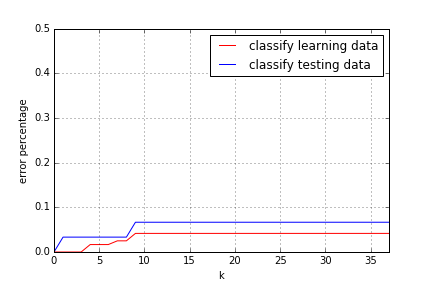 0.5
classify learning data
classify testing data
0.4
0.3
error percentage
0.2
0.1
0.0
0 5 10 15 20 25 30 35
k